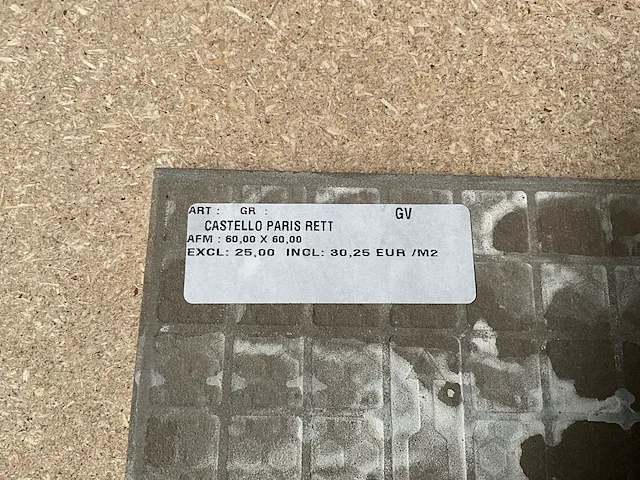 ART : GR : GV
CASTELLO PARIS RETT
AFM : 60,00 X 60,00
EXCL: 25,00 INCL: 30,25 EUR /M2